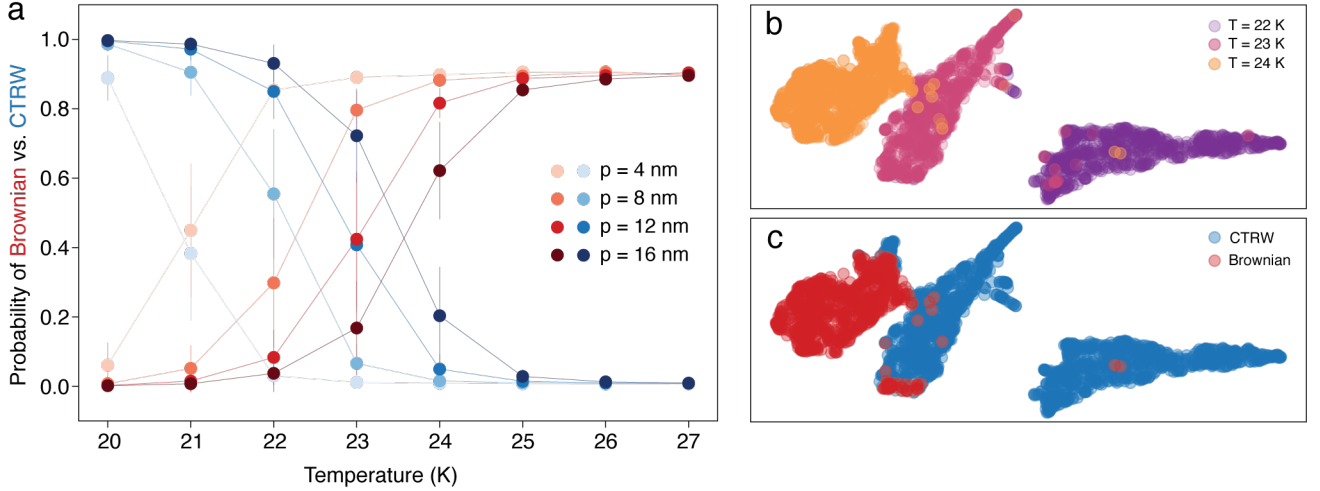 a
Probability of Brownian vs. CTRW
1.0
0.8
0.6
0.4
0.2
0.0
20 21 22 23 24 25 26 27
Temperature (K)
p = 4 nm
p = 8 nm
p = 12 nm
p = 16 nm
b
T = 22 K
T = 23 K
T = 24 K
c
CTRW
Brownian